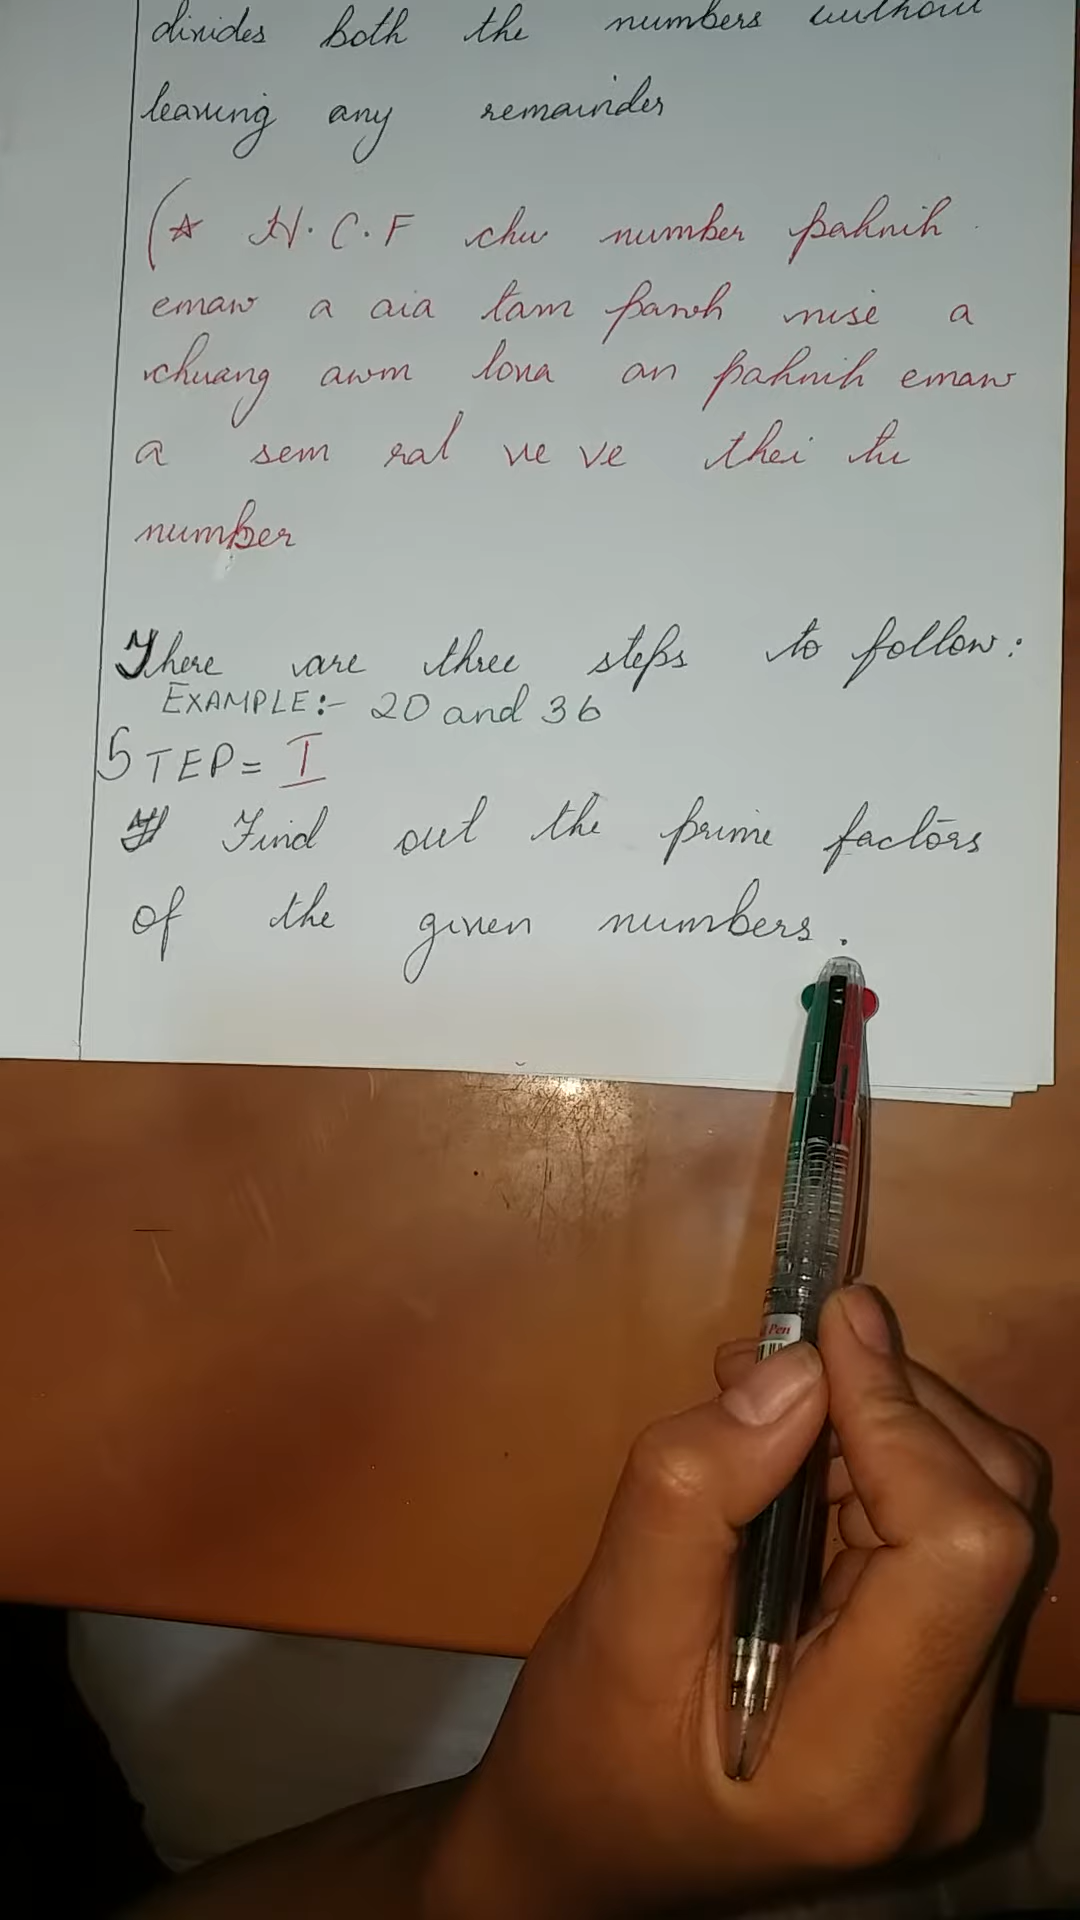 divides both the numbers without
leaving any remainder
(☆ H.C.F chu number pahnih
emaw a aia tam pawh nise a
chuang awm lova an pahnih emaw
a sem ral ve ve thei tu
number
There are three steps to follow:
EXAMPLE:- 20 and 36
STEP = I
Find out the prime factors
of the given numbers.
Pen